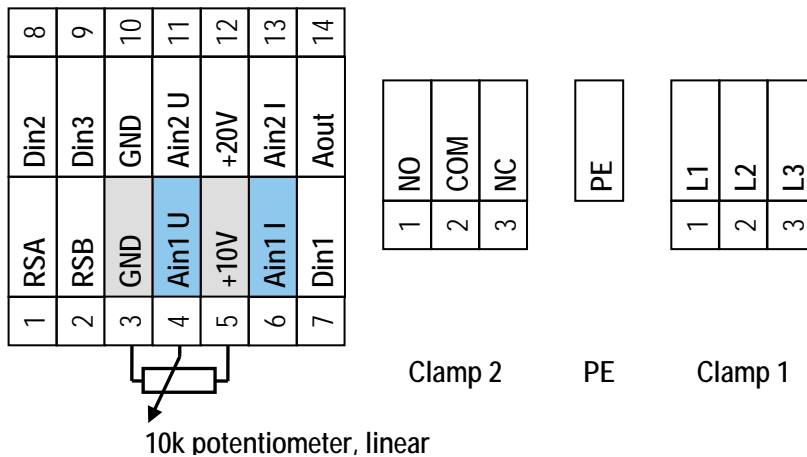 8 9 10 11 12 13 14
Din2 Din3 GND Ain2 U +20V Ain2 I Aout
RSA RSB GND Ain1 U +10V Ain1 I Din1
1 2 3 4 5 6 7
NO COM NC
1 2 3
PE
L1 L2 L3
1 2 3
Clamp 2 PE Clamp 1
10k potentiometer, linear